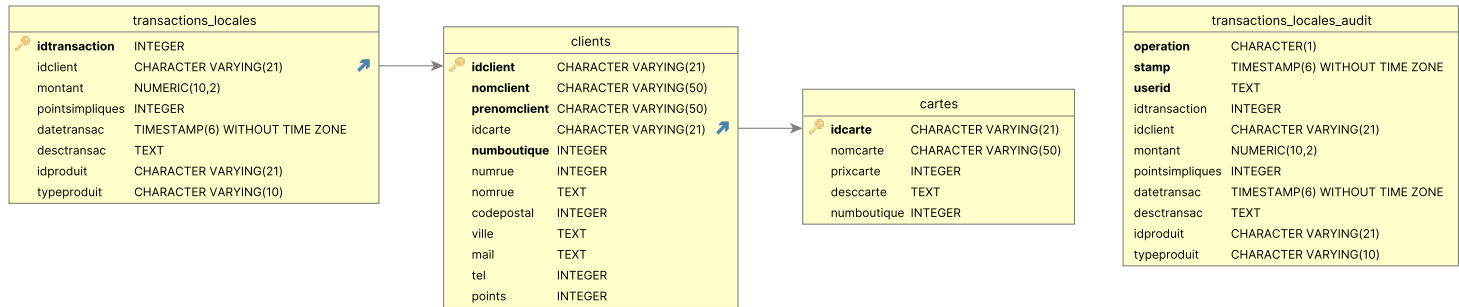 transactions_locales
idtransaction INTEGER
idclient CHARACTER VARYING(21)
montant NUMERIC(10,2)
pointsimpliques INTEGER
datetransac TIMESTAMP(6) WITHOUT TIME ZONE
desctransac TEXT
idproduit CHARACTER VARYING(21)
typeproduit CHARACTER VARYING(10)
clients
idclient CHARACTER VARYING(21)
nomclient CHARACTER VARYING(50)
prenomclient CHARACTER VARYING(50)
idcarte CHARACTER VARYING(21)
numboutique INTEGER
numrue INTEGER
nomrue TEXT
codepostal INTEGER
ville TEXT
mail TEXT
tel INTEGER
points INTEGER
cartes
idcarte CHARACTER VARYING(21)
nomcarte CHARACTER VARYING(50)
prixcarte INTEGER
desccarte TEXT
numboutique INTEGER
transactions_locales_audit
operation CHARACTER(1)
stamp TIMESTAMP(6) WITHOUT TIME ZONE
userid TEXT
idtransaction INTEGER
idclient CHARACTER VARYING(21)
montant NUMERIC(10,2)
pointsimpliques INTEGER
datetransac TIMESTAMP(6) WITHOUT TIME ZONE
desctransac TEXT
idproduit CHARACTER VARYING(21)
typeproduit CHARACTER VARYING(10)